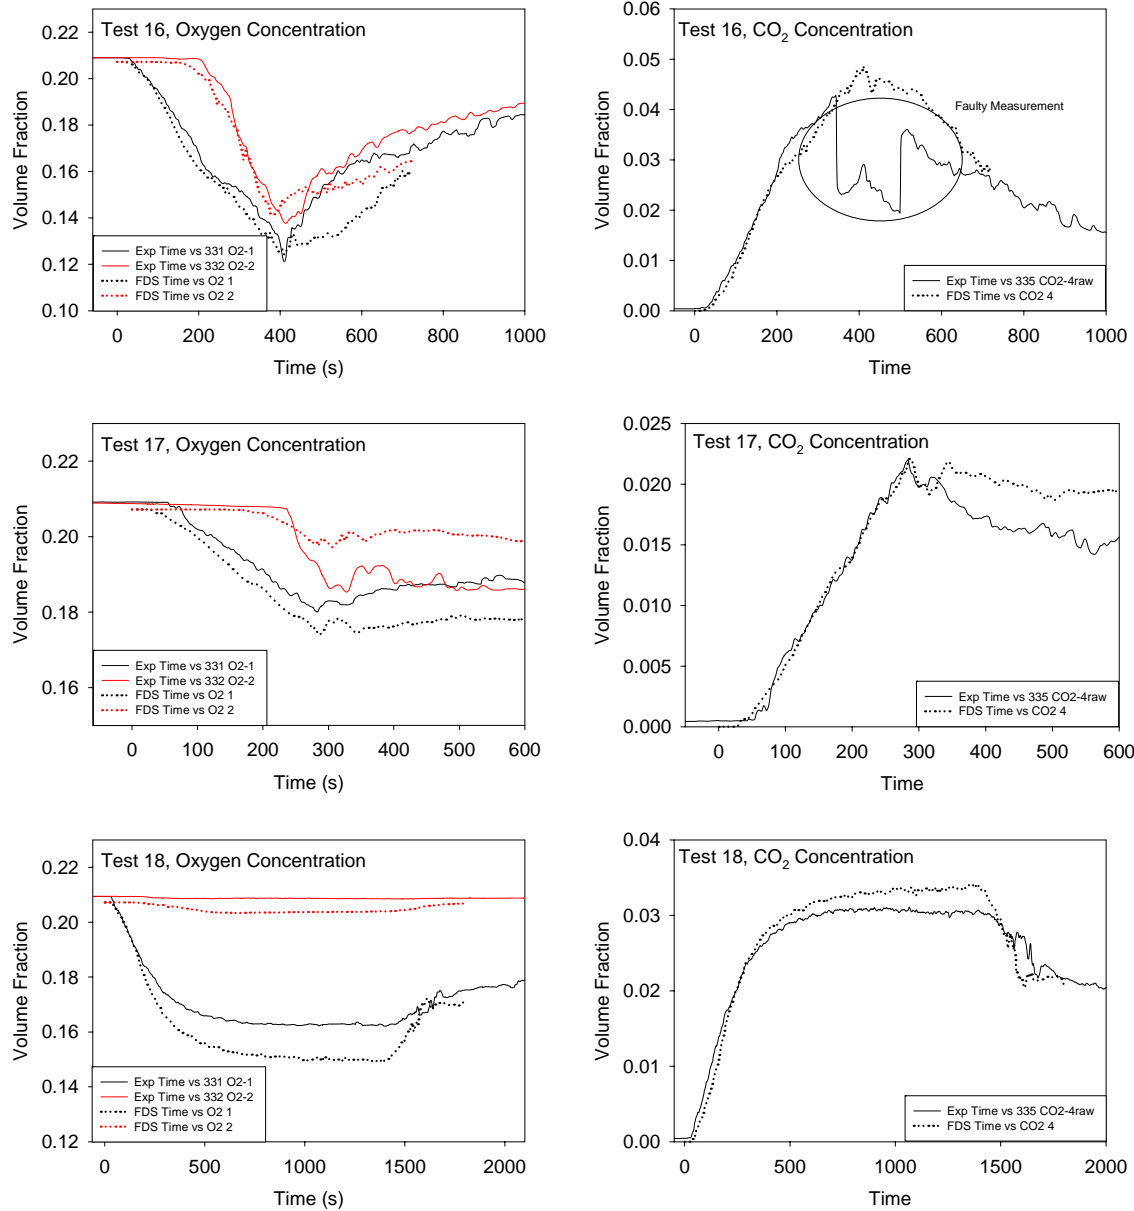 Test 16, Oxygen Concentration
Volume Fraction
0.22
0.20
0.18
0.16
0.14
0.12
0.10
Exp Time vs 331 O2-1
Exp Time vs 332 O2-2
FDS Time vs O2 1
FDS Time vs O2 2
0 200 400 600 800 1000
Time (s)
Test 16, CO2 Concentration
Volume Fraction
0.06
0.05
0.04
0.03
0.02
0.01
0.00
Faulty Measurement
Exp Time vs 335 CO2-4raw
FDS Time vs CO2 4
0 200 400 600 800 1000
Time
Test 17, Oxygen Concentration
Volume Fraction
0.22
0.20
0.18
0.16
Exp Time vs 331 O2-1
Exp Time vs 332 O2-2
FDS Time vs O2 1
FDS Time vs O2 2
0 100 200 300 400 500 600
Time (s)
Test 17, CO2 Concentration
Volume Fraction
0.025
0.020
0.015
0.010
0.005
0.000
Exp Time vs 335 CO2-4raw
FDS Time vs CO2 4
0 100 200 300 400 500 600
Time
Test 18, Oxygen Concentration
Volume Fraction
0.22
0.20
0.18
0.16
0.14
0.12
Exp Time vs 331 O2-1
Exp Time vs 332 O2-2
FDS Time vs O2 1
FDS Time vs O2 2
0 500 1000 1500 2000
Time (s)
Test 18, CO2 Concentration
Volume Fraction
0.04
0.03
0.02
0.01
0.00
Exp Time vs 335 CO2-4raw
FDS Time vs CO2 4
0 500 1000 1500 2000
Time